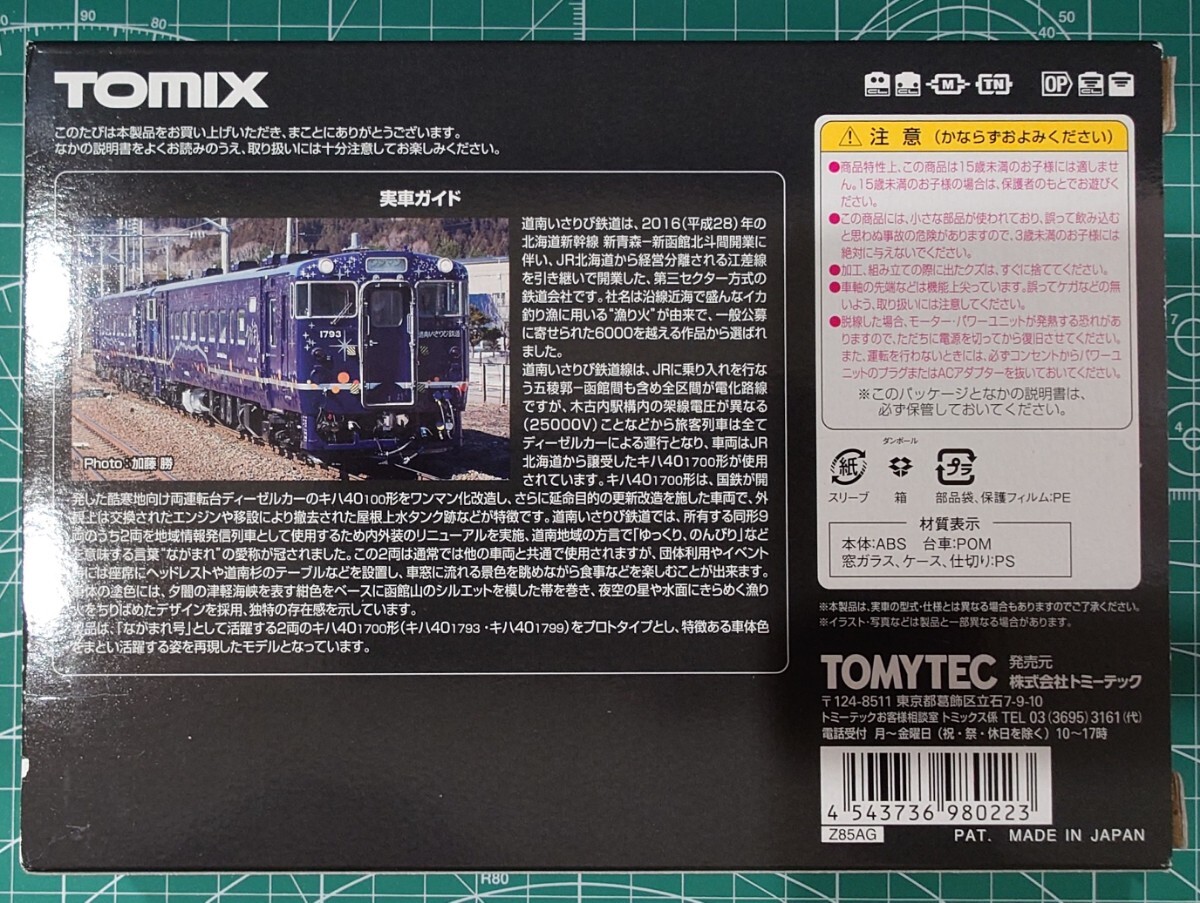 TOMIX
このたびは本製品をお買い上げいただき、まことにありがとうございます。
なかの説明書をよくお読みのうえ、取り扱いには十分注意してお楽しみください。
実車ガイド
1793
道南いさりび鉄道
Photo：加藤 勝
道南いさりび鉄道は、2016(平成28)年の
北海道新幹線 新青森ー新函館北斗間開業に
伴い、JR北海道から経営分離される江差線
を引き継いで開業した、第三セクター方式の
鉄道会社です。社名は沿線近海で盛んなイカ
釣り漁に用いる“漁り火”が由来で、一般公募
に寄せられた6000を越える作品から選ばれ
ました。
道南いさりび鉄道線は、JRに乗り入れを行な
う五稜郭ー函館間も含め全区間が電化路線
ですが、木古内駅構内の架線電圧が異なる
(25000V)ことなどから旅客列車は全て
ディーゼルカーによる運行となり、車両はJR
北海道から譲受したキハ401700形が使用
されています。キハ401700形は、国鉄が開
発した酷寒地向け両運転台ディーゼルカーのキハ40100形をワンマン化改造し、さらに延命目的の更新改造を施した車両で、外
上は交換されたエンジンや移設により撤去された屋根上水タンク跡などが特徴です。道南いさりび鉄道では、所有する同形9
両のうち2両を地域情報発信列車として使用するため内外装のリニューアルを実施、道南地域の方言で「ゆっくり、のんびり」など
を意味する言葉“ながまれ”の愛称が冠されました。この2両は通常では他の車両と共通で使用されますが、団体利用やイベント
時には座席にヘッドレストや道南杉のテーブルなどを設置し、車窓に流れる景色を眺めながら食事などを楽しむことが出来ます。
車体の塗色には、夕闇の津軽海峡を表す紺色をベースに函館山のシルエットを模した帯を巻き、夜空の星や水面にきらめく漁り
火をちりばめたデザインを採用、独特の存在感を示しています。
製品は、「ながまれ号」として活躍する2両のキハ401700形(キハ401793・キハ401799)をプロトタイプとし、特徴ある車体色
をまとい活躍する姿を再現したモデルとなっています。
CL
CL
M
TN
OP
CL
注意 (かならずおよみください)
●商品特性上、この商品は15歳未満のお子様には適しませ
ん。15歳未満のお子様の場合は、保護者のもとでお遊びく
ださい。
●この商品には、小さな部品が使われており、誤って飲み込む
と思わぬ事故の危険がありますので、3歳未満のお子様には
絶対に与えないでください。
●加工、組み立ての際に出たクズは、すぐに捨ててください。
●車軸の先端などは機能上尖っています。誤ってケガなどの無
いよう、取り扱いには注意してください。
●脱線した場合、モーター・パワーユニットが発熱する恐れがあ
りますので、ただちに電源を切ってから復旧させてください。
また、運転を行わないときには、必ずコンセントからパワーユ
ニットのプラグまたはACアダプターを抜いておいてください。
※このパッケージとなかの説明書は、
必ず保管しておいてください。
ダンボール
紙
プラ
スリーブ 箱 部品袋、保護フィルム：PE
材質表示
本体：ABS 台車：POM
窓ガラス、ケース、仕切り：PS
※本製品は、実車の型式・仕様とは異なる場合もありますのでご了承ください。
※イラスト・写真などは製品と一部異なる場合があります。
TOMYTEC
発売元
株式会社トミーテック
〒124-8511 東京都葛飾区立石7-9-10
トミーテックお客様相談室 トミックス係 TEL 03(3695)3161(代)
電話受付 月〜金曜日(祝・祭・休日を除く)10〜17時
4 543736 980223
Z85AG
PAT. MADE IN JAPAN
90
80
50
40
7
4
R80